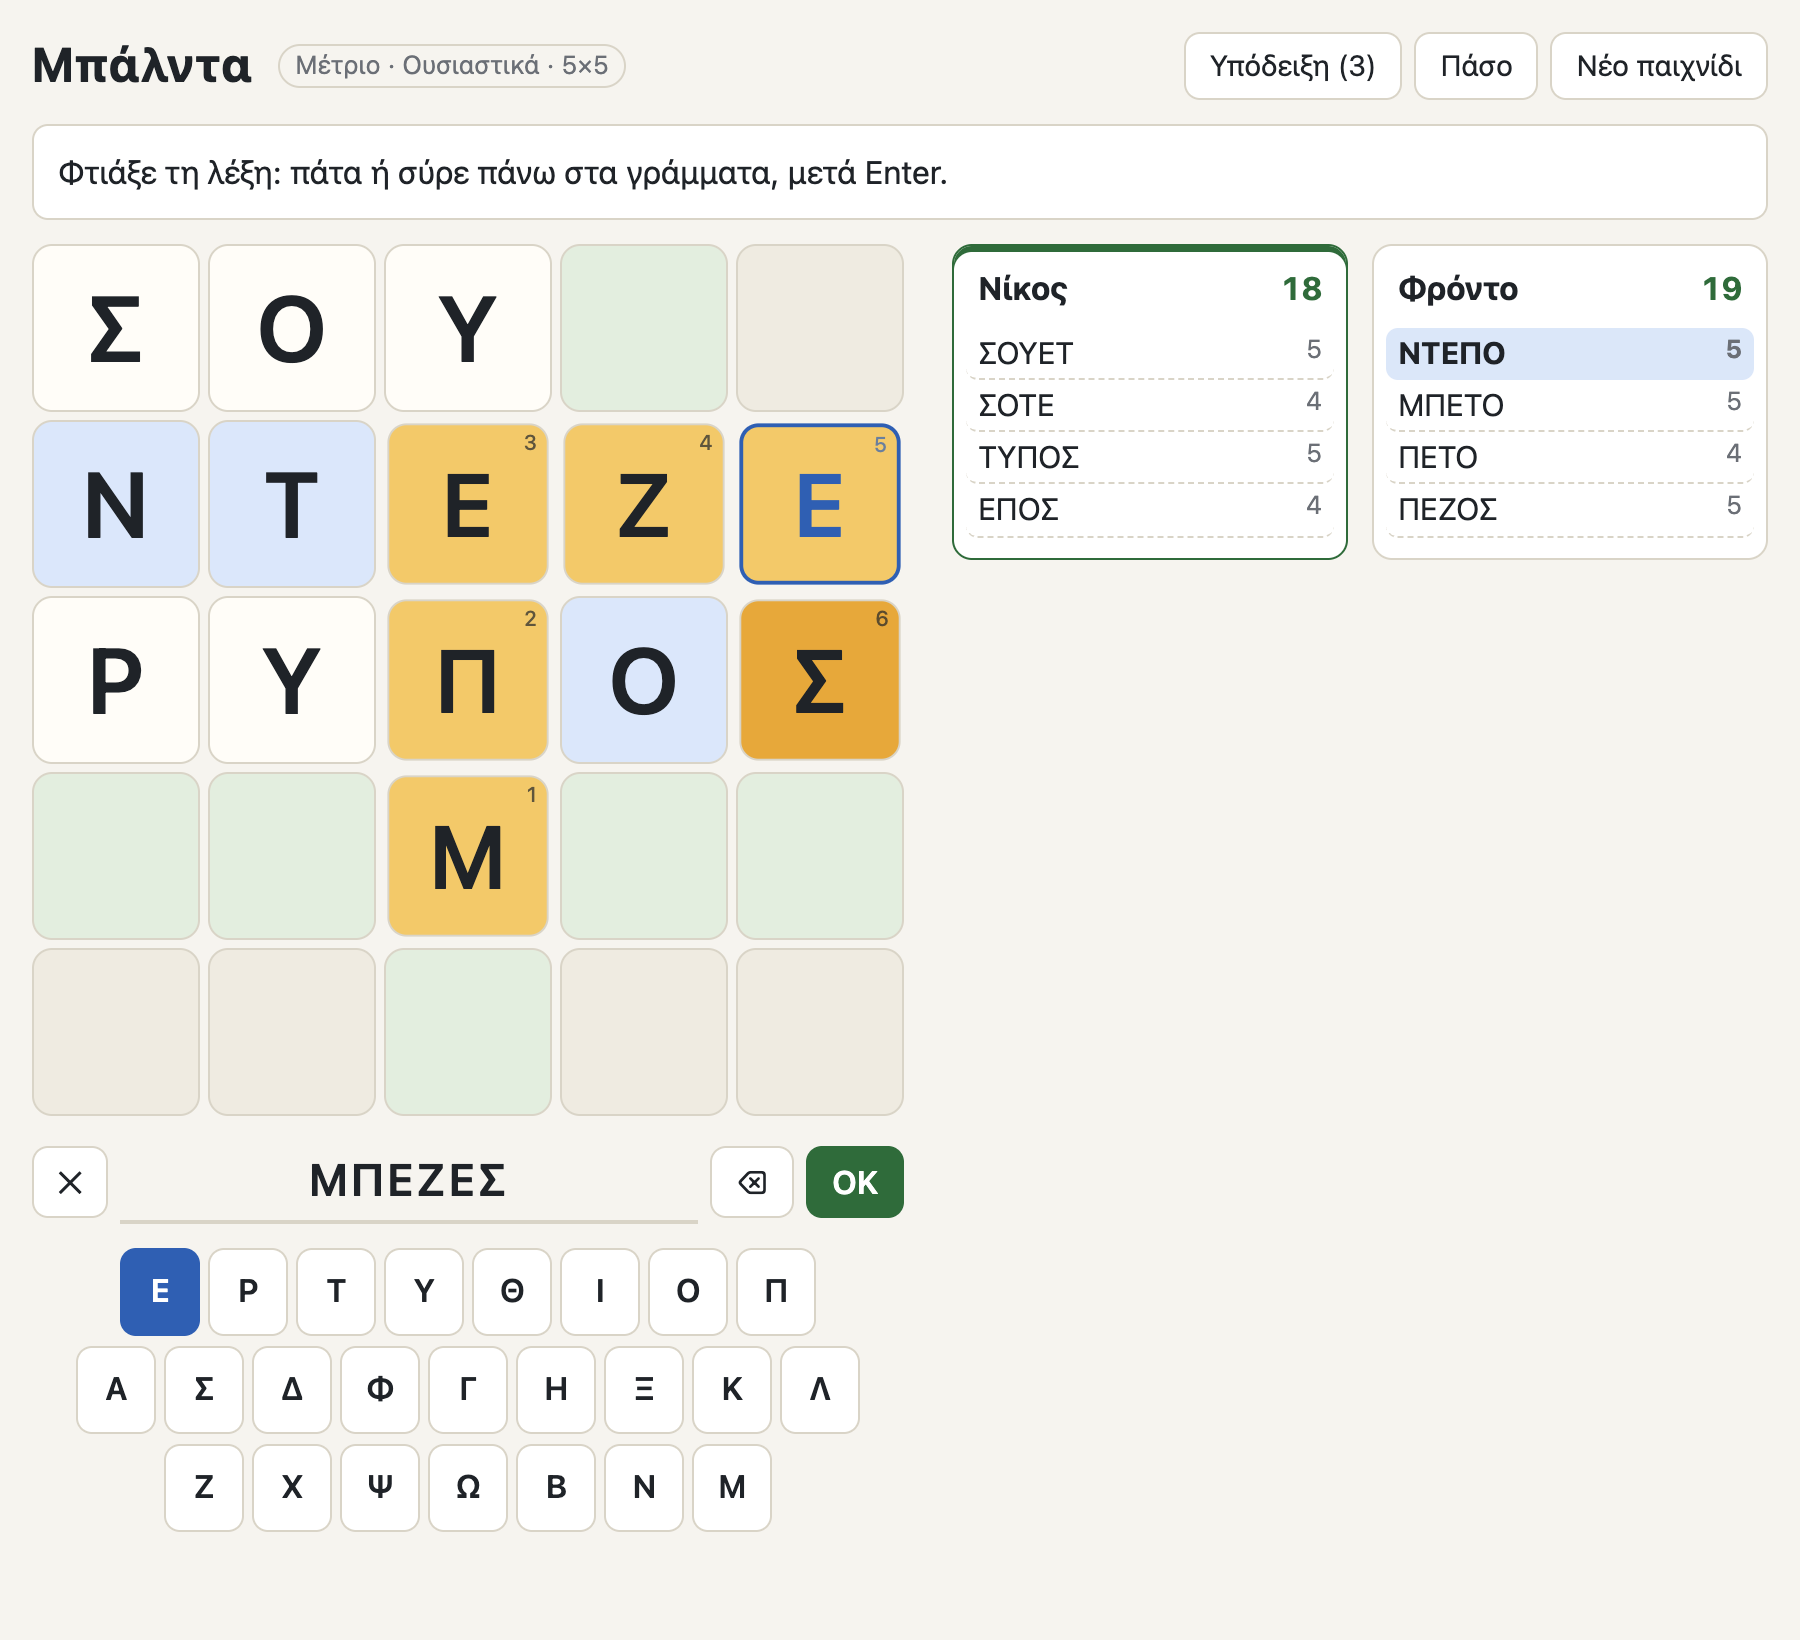 Μπάλντα
Μέτριο · Ουσιαστικά · 5×5
Υπόδειξη (3)
Πάσο
Νέο παιχνίδι
Φτιάξε τη λέξη: πάτα ή σύρε πάνω στα γράμματα, μετά Enter.
Σ Ο Υ
Ν Τ Ε 3 Ζ 4 Ε 5
Ρ Υ Π 2 Ο Σ 6
Μ 1
ΜΠΕΖΕΣ
OK
Ε Ρ Τ Υ Θ Ι Ο Π
Α Σ Δ Φ Γ Η Ξ Κ Λ
Ζ Χ Ψ Ω Β Ν Μ
Νίκος 18
ΣΟΥΕΤ 5
ΣΟΤΕ 4
ΤΥΠΟΣ 5
ΕΠΟΣ 4
Φρόντο 19
ΝΤΕΠΟ 5
ΜΠΕΤΟ 5
ΠΕΤΟ 4
ΠΕΖΟΣ 5